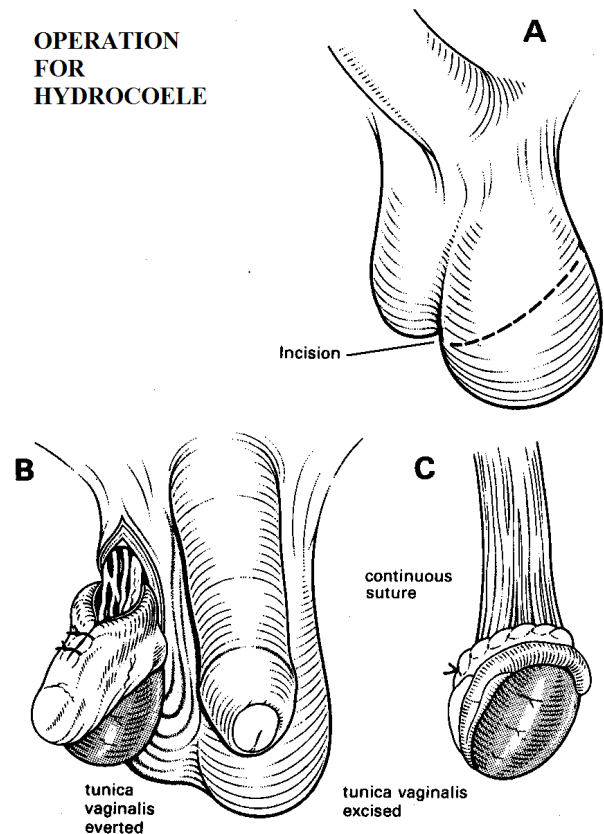 OPERATION
FOR
HYDROCOELE
A
Incision
B
C
continuous
suture
tunica
vaginalis
everted
tunica vaginalis
excised